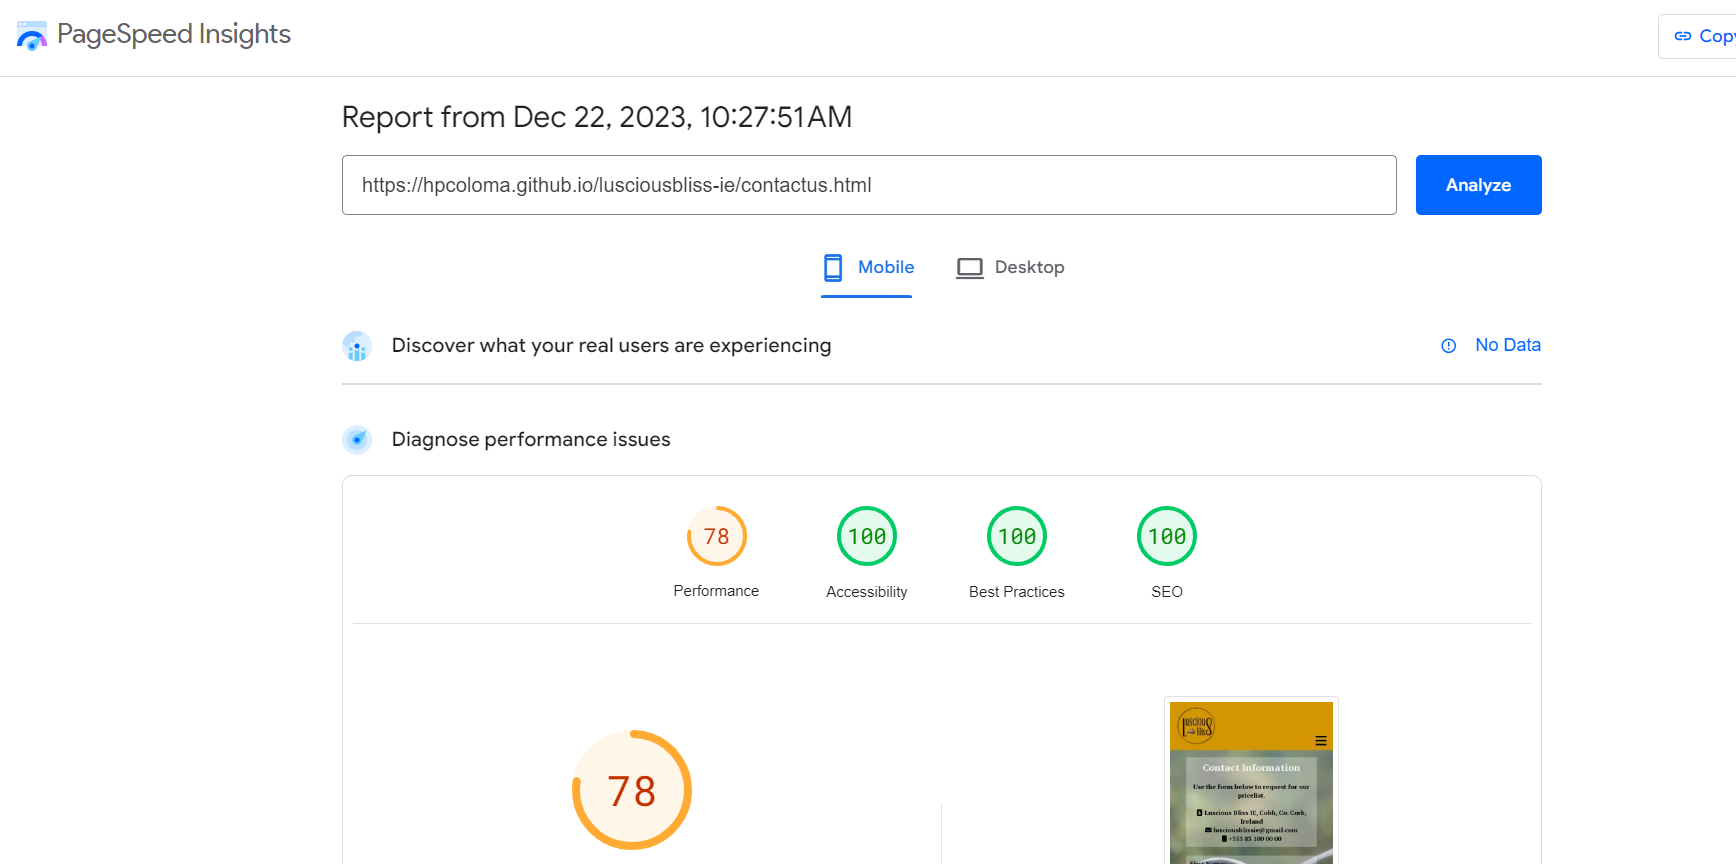 PageSpeed Insights
Copy
Report from Dec 22, 2023, 10:27:51 AM
https://hpcoloma.github.io/lusciousbliss-ie/contactus.html
Analyze
Mobile
Desktop
Discover what your real users are experiencing
No Data
Diagnose performance issues
78
100
100
100
Performance
Accessibility
Best Practices
SEO
78
Luscious
Bliss
Contact Information
Use the form below to request for our
pricelist.
Luscious Bliss IE, Cobh, Co. Cork,
Ireland
lusciousblissie@gmail.com
+353 83 100 00 00